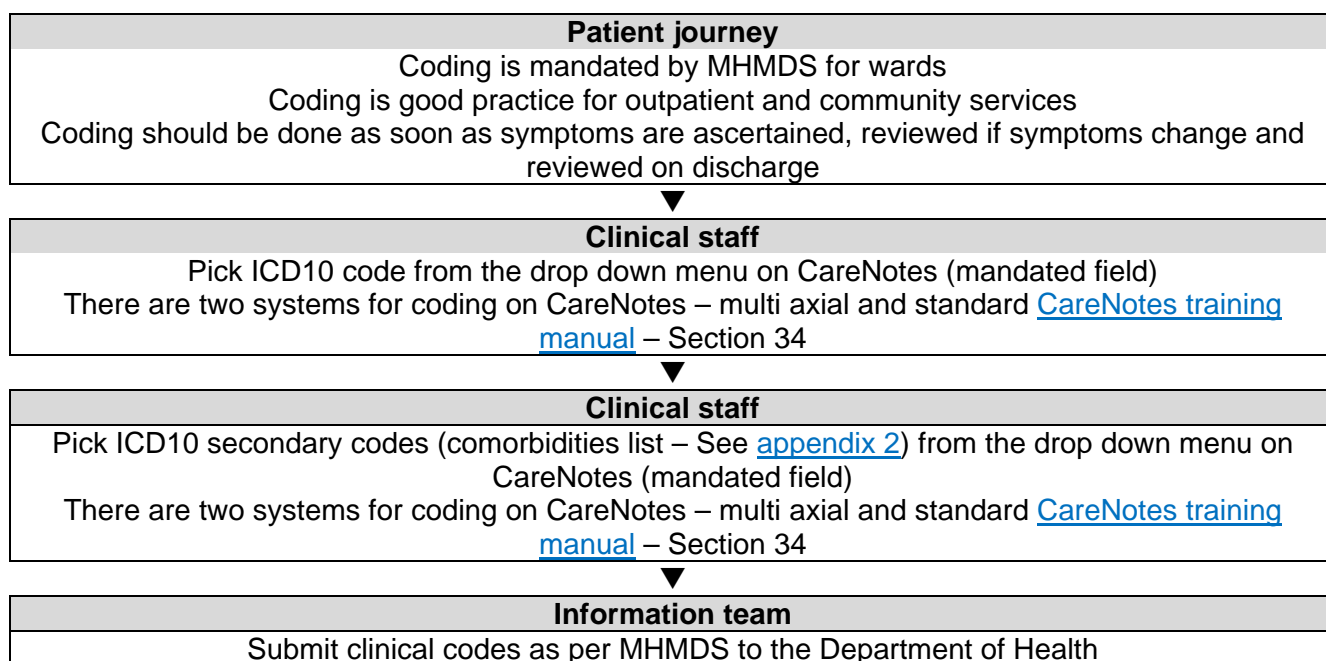 Patient journey
Coding is mandated by MHMDS for wards
Coding is good practice for outpatient and community services
Coding should be done as soon as symptoms are ascertained, reviewed if symptoms change and
reviewed on discharge
▼
Clinical staff
Pick ICD10 code from the drop down menu on CareNotes (mandated field)
There are two systems for coding on CareNotes – multi axial and standard CareNotes training
manual – Section 34
▼
Clinical staff
Pick ICD10 secondary codes (comorbidities list – See appendix 2) from the drop down menu on
CareNotes (mandated field)
There are two systems for coding on CareNotes – multi axial and standard CareNotes training
manual – Section 34
▼
Information team
Submit clinical codes as per MHMDS to the Department of Health